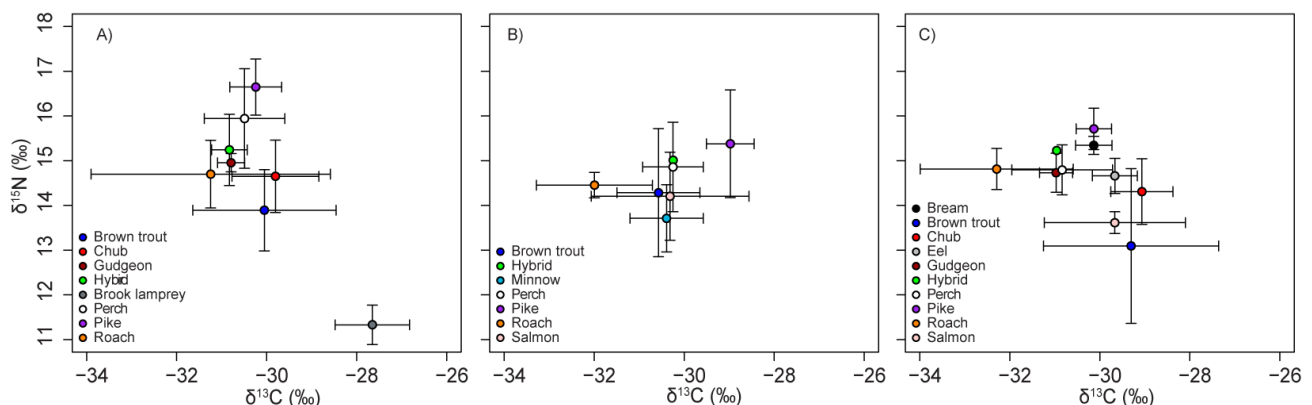 A)
B)
C)
18
17
16
15
14
13
12
11
δ15N (‰)
Brown trout
Chub
Gudgeon
Hybrid
Brook lamprey
Perch
Pike
Roach
Brown trout
Hybrid
Minnow
Perch
Pike
Roach
Salmon
Bream
Brown trout
Chub
Eel
Gudgeon
Hybrid
Perch
Pike
Roach
Salmon
−34 −32 −30 −28 −26
−34 −32 −30 −28 −26
−34 −32 −30 −28 −26
δ13C (‰)
δ13C (‰)
δ13C (‰)